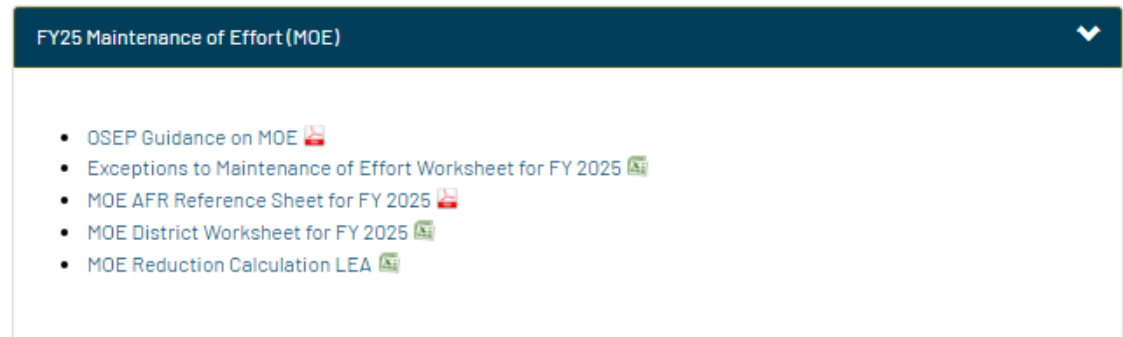 FY25 Maintenance of Effort (MOE)
OSEP Guidance on MOE
Exceptions to Maintenance of Effort Worksheet for FY 2025
MOE AFR Reference Sheet for FY 2025
MOE District Worksheet for FY 2025
MOE Reduction Calculation LEA